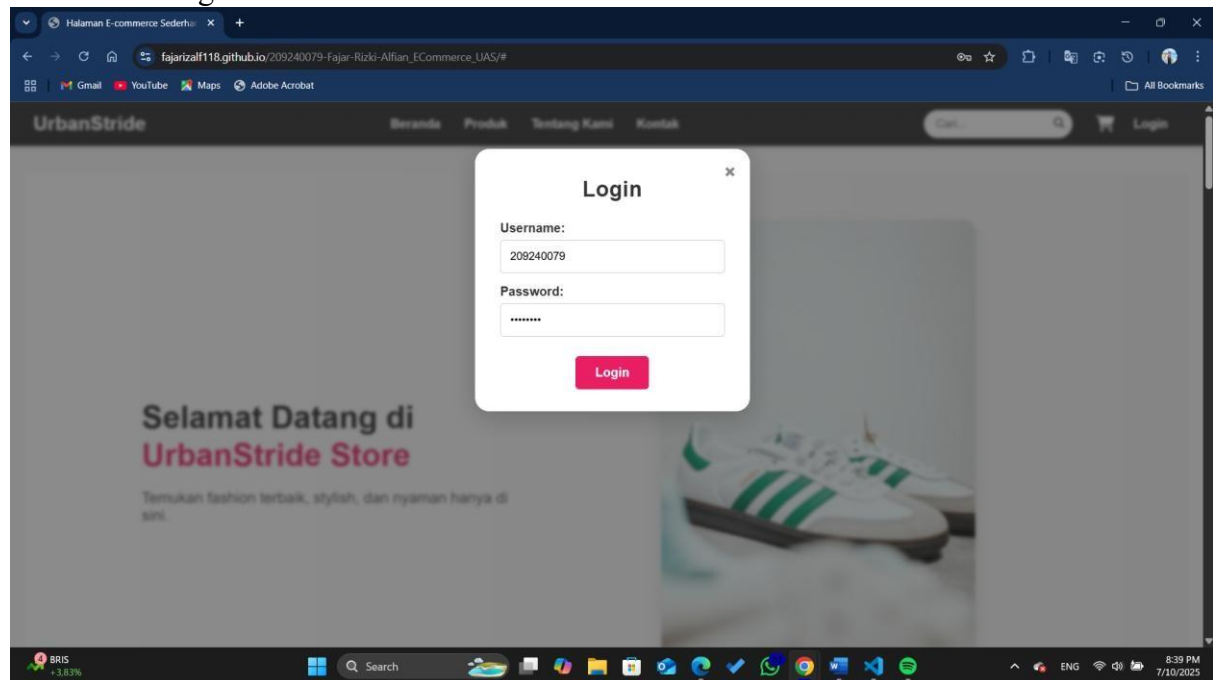 Halaman E-commerce Sederha
fajarizalf118.github.io/209240079-Fajar-Rizki-Alfian_ECommerce_UAS/#
Gmail YouTube Maps Adobe Acrobat All Bookmarks
UrbanStride Beranda Produk Tentang Kami Kontak Cari... Login
Login
Username:
209240079
Password:
••••••••
Login
Selamat Datang di
UrbanStride Store
Temukan fashion terbaik, stylish, dan nyaman hanya di
sini.
4
BRIS
+3,83%
Search
ENG
8:39 PM
7/10/2025